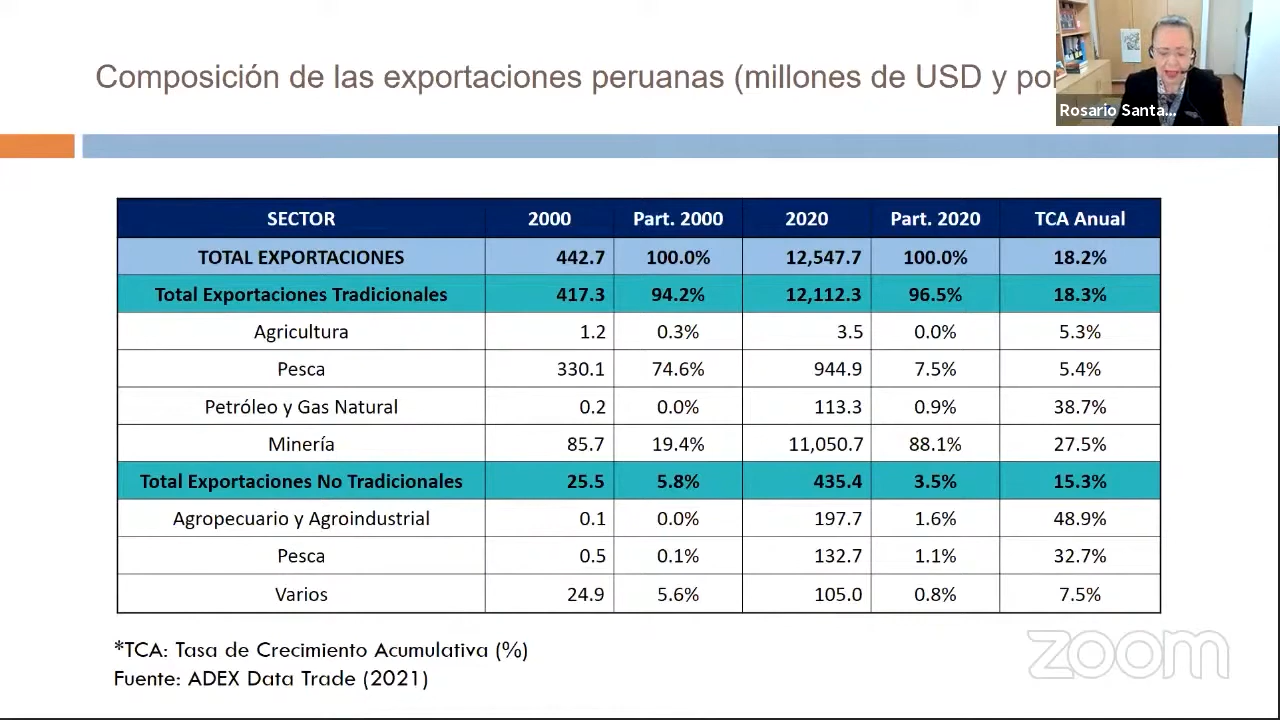 Composición de las exportaciones peruanas (millones de USD y por
Rosario Santa...
SECTOR 2000 Part. 2000 2020 Part. 2020 TCA Anual
TOTAL EXPORTACIONES 442.7 100.0% 12,547.7 100.0% 18.2%
Total Exportaciones Tradicionales 417.3 94.2% 12,112.3 96.5% 18.3%
Agricultura 1.2 0.3% 3.5 0.0% 5.3%
Pesca 330.1 74.6% 944.9 7.5% 5.4%
Petróleo y Gas Natural 0.2 0.0% 113.3 0.9% 38.7%
Minería 85.7 19.4% 11,050.7 88.1% 27.5%
Total Exportaciones No Tradicionales 25.5 5.8% 435.4 3.5% 15.3%
Agropecuario y Agroindustrial 0.1 0.0% 197.7 1.6% 48.9%
Pesca 0.5 0.1% 132.7 1.1% 32.7%
Varios 24.9 5.6% 105.0 0.8% 7.5%
*TCA: Tasa de Crecimiento Acumulativa (%)
Fuente: ADEX Data Trade (2021)
zoom